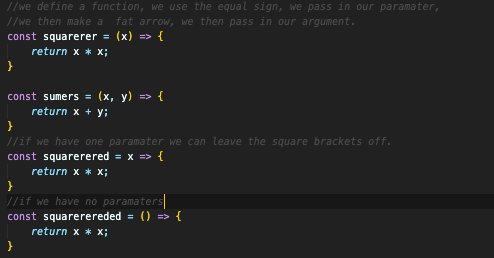 //we define a function, we use the equal sign, we pass in our paramater,
//we then make a  fat arrow, we then pass in our argument.
const squarerer = (x) => {
    return x * x;
}

const sumers = (x, y) => {
    return x + y;
}
//if we have one paramater we can leave the square brackets off.
const squarerered = x => {
    return x * x;
}
//if we have no paramaters
const squarerereded = () => {
    return x * x;
}